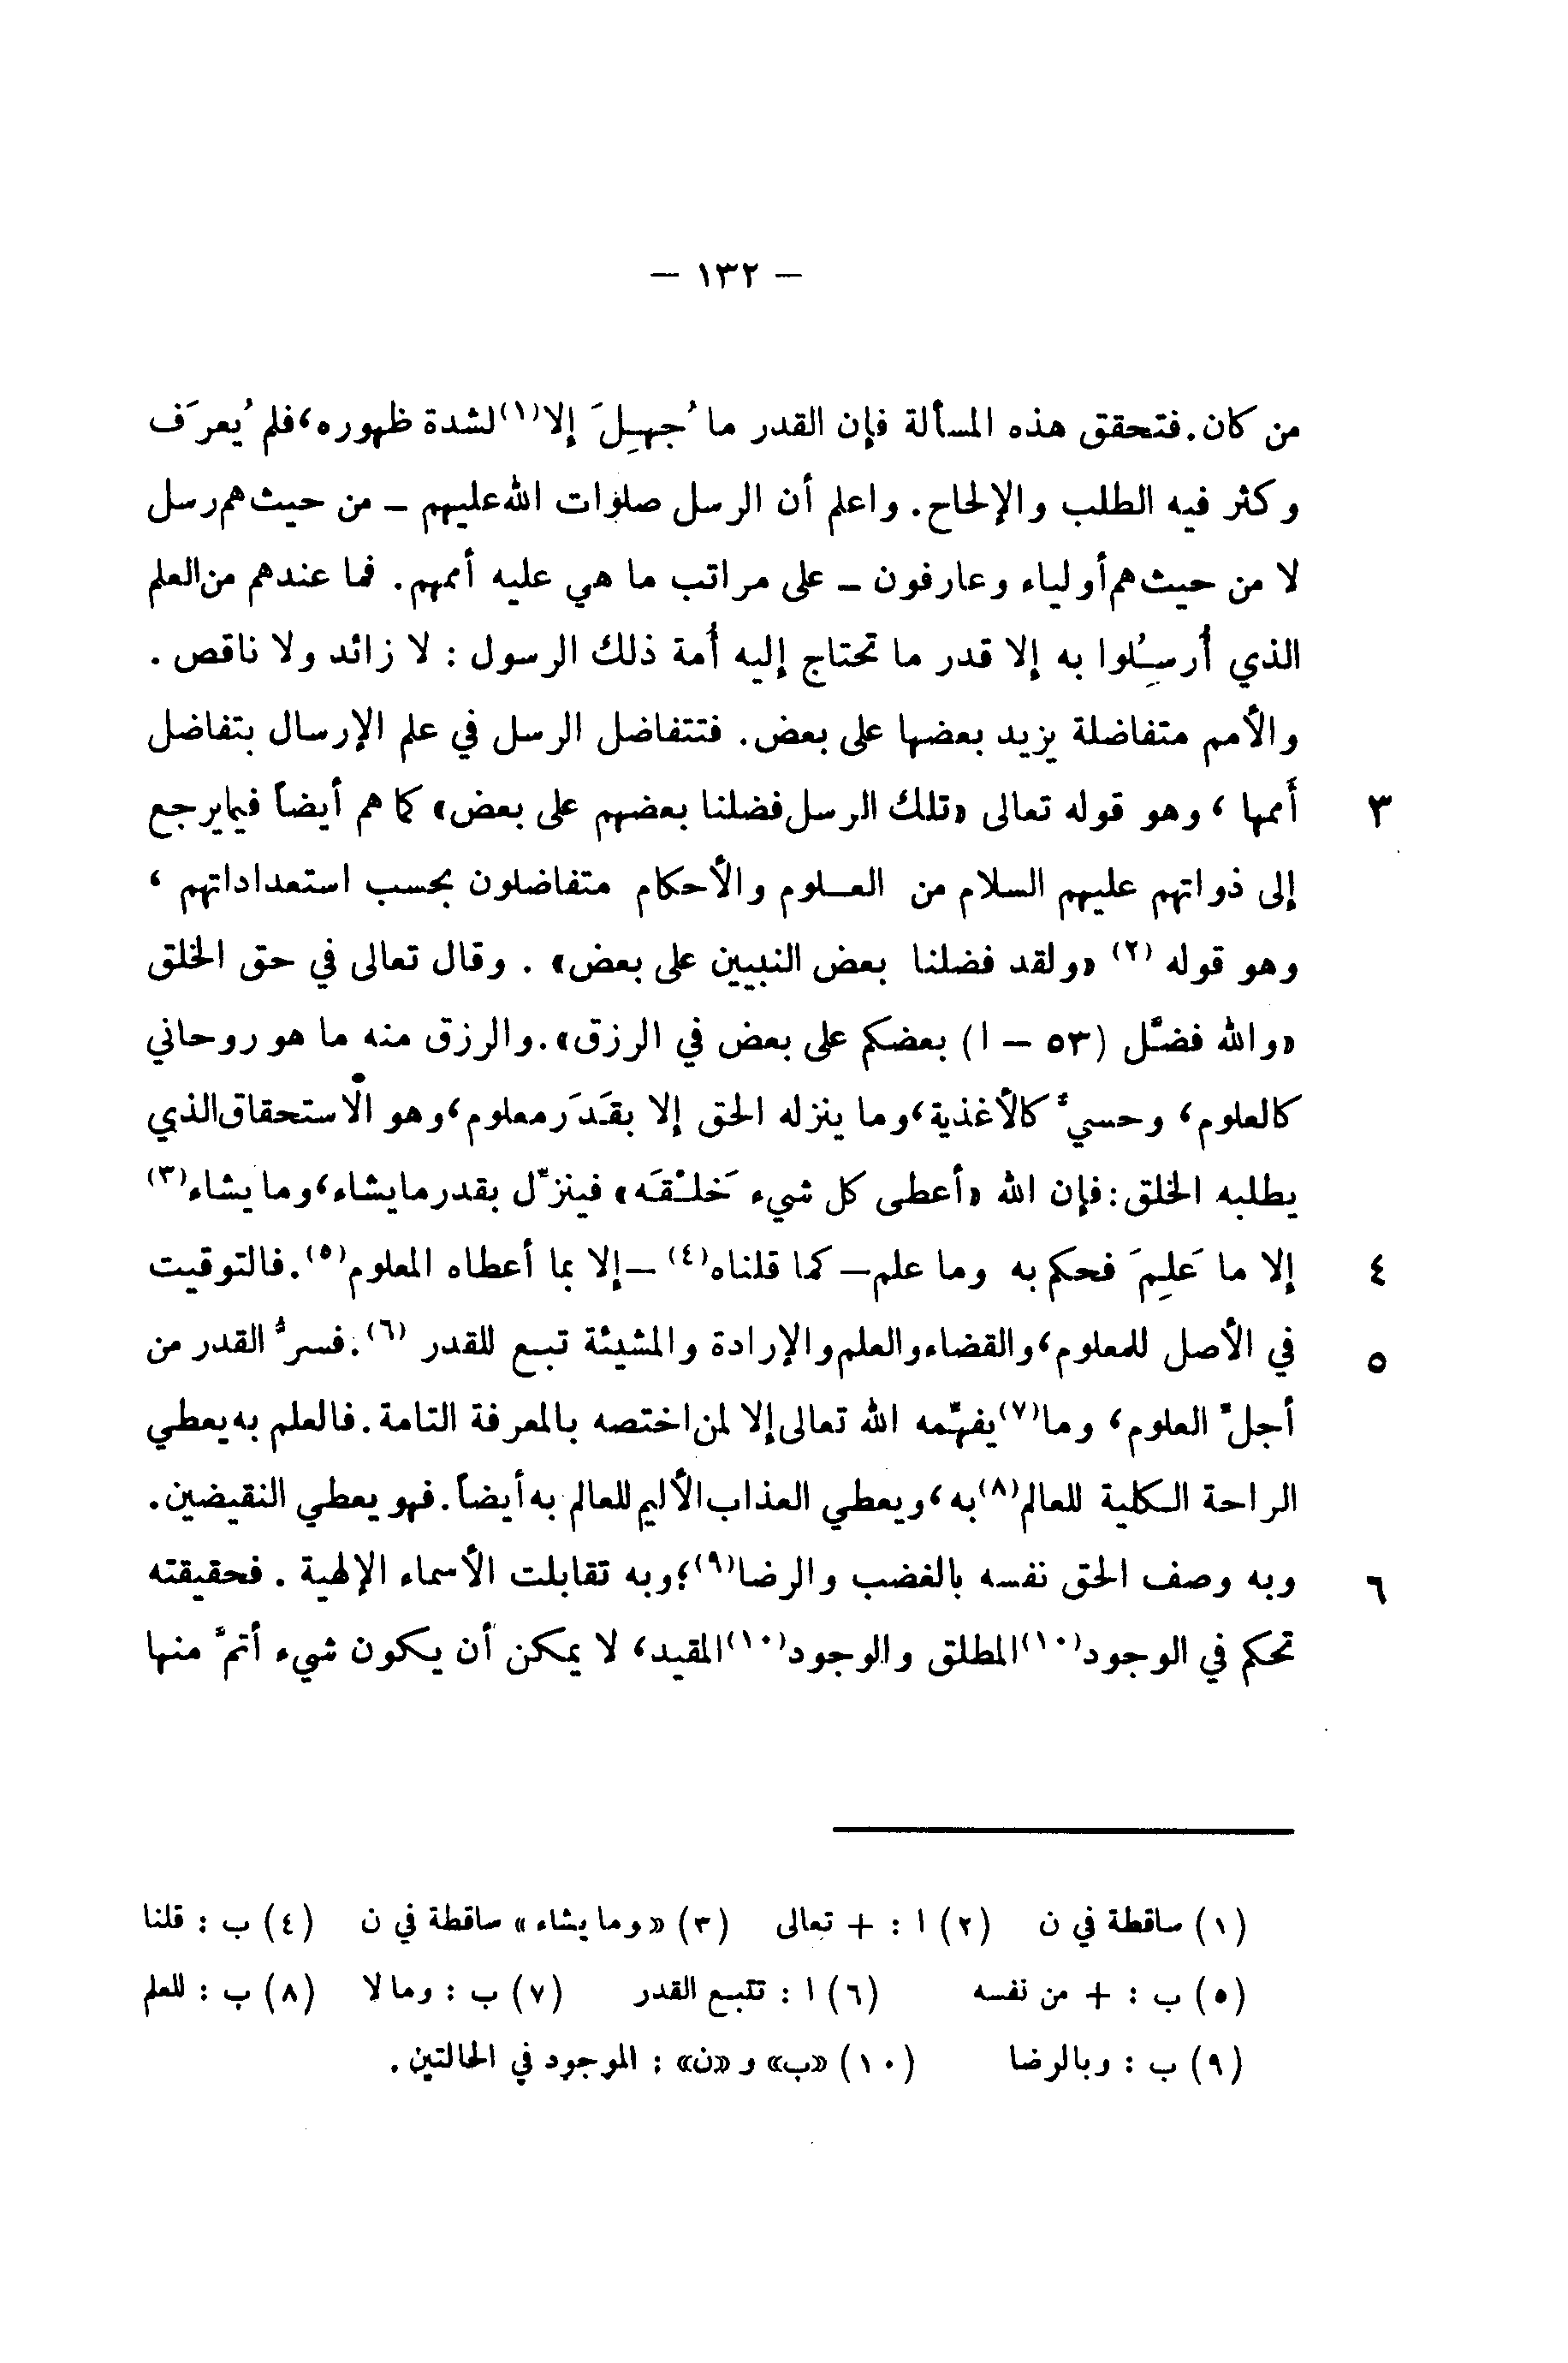 — ١٣٢ —
من كان. فتحقق هذه المسألة فإن القدر ما جُهِلَ إلا(١) لشدة ظهوره، فلم يُعرَف
وكثر فيه الطلب والإلحاح. واعلم أن الرسل صلوات الله عليهم – من حيث هم رسل
لا من حيث هم أولياء وعارفون – على مراتب ما هي عليه أممهم. فما عندهم من العلم
الذي أُرسِلُوا به إلا قدر ما تحتاج إليه أمة ذلك الرسول : لا زائد ولا ناقص .
والأمم متفاضلة يزيد بعضها على بعض. فتتفاضل الرسل في علم الإرسال بتفاضل
أممها ، وهو قوله تعالى «تلك الرسل فضلنا بعضهم على بعض» كما هم أيضاً فيما يرجع ٣
إلى ذواتهم عليهم السلام من العلوم والأحكام متفاضلون بحسب استعداداتهم ،
وهو قوله (٢) «ولقد فضلنا بعض النبيين على بعض» . وقال تعالى في حق الخلق
«والله فضَّل (٥٣ – ا) بعضكم على بعض في الرزق». والرزق منه ما هو روحاني
كالعلوم، وحسيٌّ كالأغذية، وما ينزله الحق إلا بقَدَر معلوم، وهو الاستحقاق الذي
يطلبه الخلق: فإن الله «أعطى كل شيء خَلْقَه» فينزِّل بقدر ما يشاء، وما يشاء(٣)
إلا ما عَلِمَ فحكم به وما علم – كما قلناه(٤) – إلا بما أعطاه المعلوم(٥). فالتوقيت ٤
في الأصل للمعلوم، والقضاء والعلم والإرادة والمشيئة تبع للقدر (٦). فسرُّ القدر من ٥
أجلِّ العلوم، وما(٧) يفهِّمه الله تعالى إلا لمن اختصه بالمعرفة التامة. فالعلم به يعطي
الراحة الكلية للعالم(٨) به، ويعطي العذاب الأليم للعالم به أيضاً. فهو يعطي النقيضين.
وبه وصف الحق نفسه بالغضب والرضا(٩)؛ وبه تقابلت الأسماء الإلهية . فحقيقته ٦
تحكم في الوجود(١٠) المطلق والوجود(١٠) المقيد، لا يمكن أن يكون شيء أتمَّ منها
(١) ساقطة في ن (٢) ا : + تعالى (٣) «وما يشاء» ساقطة في ن (٤) ب : قلنا
(٥) ب : + من نفسه (٦) ا : تتبع القدر (٧) ب : وما لا (٨) ب : للعلم
(٩) ب : وبالرضا (١٠) «ب» و «ن» : الموجود في الحالتين .